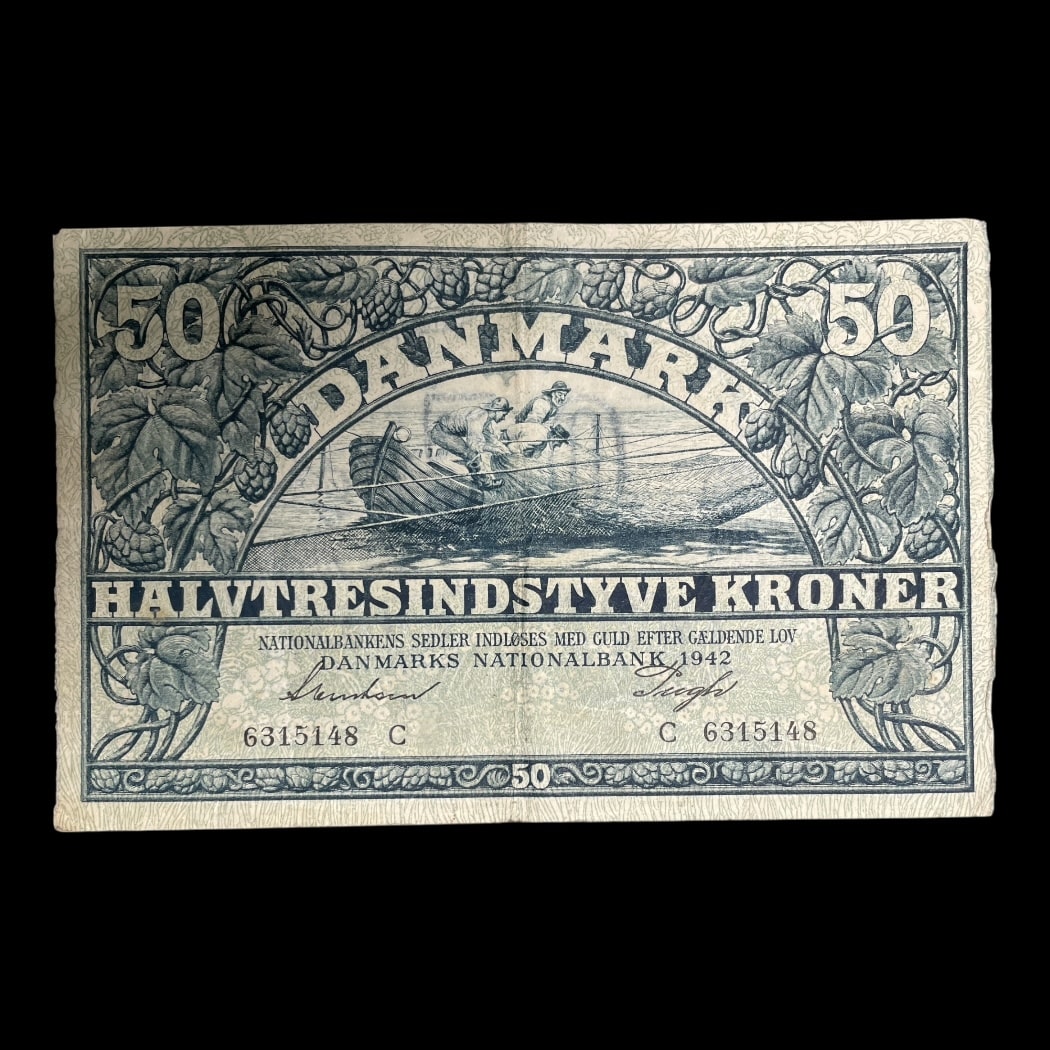 50 50
DANMARK
HALVTRESINDSTYVE KRONER
NATIONALBANKENS SEDLER INDLØSES MED GULD EFTER GÆLDENDE LOV
DANMARKS NATIONALBANK 1942
6315148 C C 6315148
50